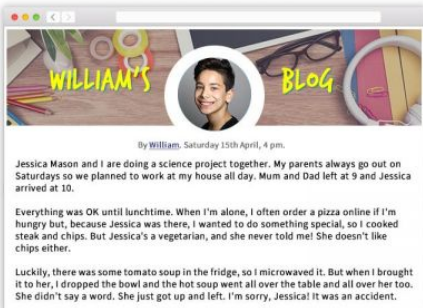 WILLIAM'S BLOG
By William. Saturday 15th April, 4 pm.
Jessica Mason and I are doing a science project together. My parents always go out on
Saturdays so we planned to work at my house all day. Mum and Dad left at 9 and Jessica
arrived at 10.
Everything was OK until lunchtime. When I'm alone, I often order a pizza online if I'm
hungry but, because Jessica was there, I wanted to do something special, so I cooked
steak and chips. But Jessica's a vegetarian, and she never told me! She doesn't like
chips either.
Luckily, there was some tomato soup in the fridge, so I microwaved it. But when I brought
it to her, I dropped the bowl and the hot soup went all over the table and all over her too.
She didn't say a word. She just got up and left. I'm sorry, Jessica! It was an accident.